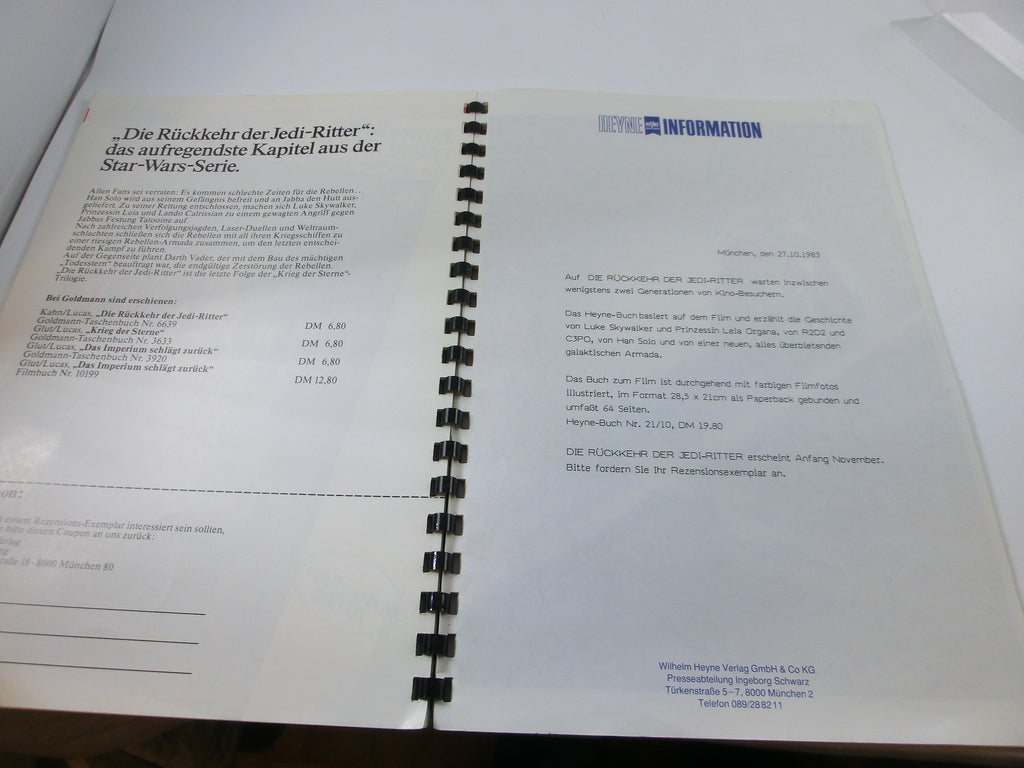 „Die Rückkehr der Jedi-Ritter“:
das aufregendste Kapitel aus der
Star-Wars-Serie.
Allen Fans sei verraten: Es kommen schlechte Zeiten für die Rebellen...
Han Solo wird aus seinem Gefängnis befreit und an Jabba den Hutt aus-
geliefert. Zu seiner Rettung entschlossen, machen sich Luke Skywalker,
Prinzessin Leia und Lando Calrissian zu einem gewagten Angriff gegen
Jabbas Festung Tatooine auf.
Nach zahlreichen Verfolgungsjagden, Laser-Duellen und Weltraum-
schlachten schließen sich die Rebellen mit all ihren Kriegsschiffen zu
einer riesigen Rebellen-Armada zusammen, um den letzten entschei-
denden Kampf zu führen.
Auf der Gegenseite plant Darth Vader, der mit dem Bau des mächtigen
„Todesstern“ beauftragt war, die endgültige Zerstörung der Rebellen.
„Die Rückkehr der Jedi-Ritter“ ist die letzte Folge der „Krieg der Sterne“-
Trilogie.
Bei Goldmann sind erschienen:
Kahn/Lucas, „Die Rückkehr der Jedi-Ritter“
Goldmann-Taschenbuch Nr. 6639 DM 6,80
Glut/Lucas, „Krieg der Sterne“
Goldmann-Taschenbuch Nr. 3633 DM 6,80
Glut/Lucas, „Das Imperium schlägt zurück“
Goldmann-Taschenbuch Nr. 3920 DM 6,80
Glut/Lucas, „Das Imperium schlägt zurück“
Filmbuch Nr. 10199 DM 12,80
on:
einem Rezensions-Exemplar interessiert sein sollten,
bitte diesen Coupon an uns zurück:
erlag
ng
raße 18 - 8000 München 80
HEYNE INFORMATION
München, den 27.10.1983
Auf DIE RÜCKKEHR DER JEDI-RITTER warten inzwischen
wenigstens zwei Generationen von Kino-Besuchern.
Das Heyne-Buch basiert auf dem Film und erzählt die Geschichte
von Luke Skywalker und Prinzessin Leia Organa, von R2D2 und
C3PO, von Han Solo und von einer neuen, alles überbietenden
galaktischen Armada.
Das Buch zum Film ist durchgehend mit farbigen Filmfotos
illustriert, im Format 28,5 x 21cm als Paperback gebunden und
umfaßt 64 Seiten.
Heyne-Buch Nr. 21/10, DM 19.80
DIE RÜCKKEHR DER JEDI-RITTER erscheint Anfang November.
Bitte fordern Sie Ihr Rezensionsexemplar an.
Wilhelm Heyne Verlag GmbH & Co KG
Presseabteilung Ingeborg Schwarz
Türkenstraße 5-7, 8000 München 2
Telefon 089/288211